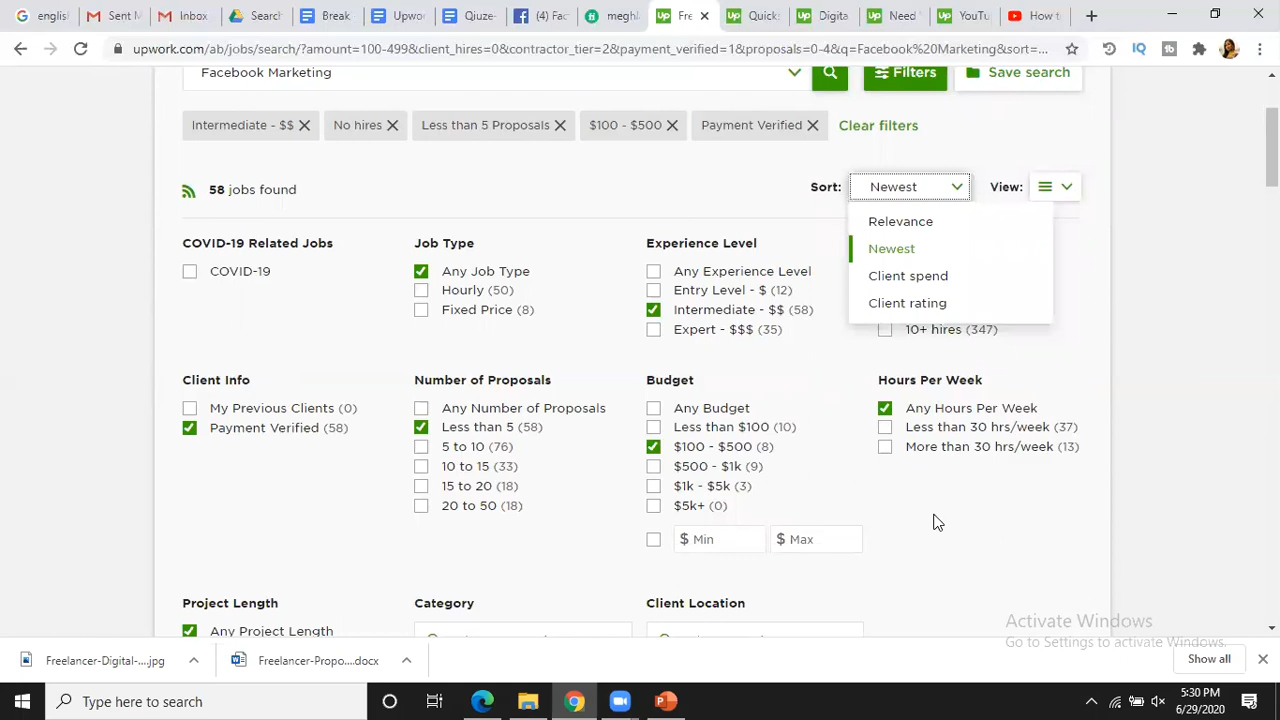 english
Sent M
Inbox
Search
Break
Upwo
Qiuze-
(4) Fac
meghl
Fre
Quick
Digita
Need
YouTu
How t
upwork.com/ab/jobs/search/?amount=100-499&client_hires=0&contractor_tier=2&payment_verified=1&proposals=0-4&q=Facebook%20Marketing&sort=...
Facebook Marketing
Filters
Save search
Intermediate - $$
No hires
Less than 5 Proposals
$100 - $500
Payment Verified
Clear filters
58 jobs found
Sort:
Newest
View:
Relevance
Newest
Client spend
Client rating
COVID-19 Related Jobs
COVID-19
Job Type
Any Job Type
Hourly (50)
Fixed Price (8)
Experience Level
Any Experience Level
Entry Level - $ (12)
Intermediate - $$ (58)
Expert - $$$ (35)
10+ hires (347)
Client Info
My Previous Clients (0)
Payment Verified (58)
Number of Proposals
Any Number of Proposals
Less than 5 (58)
5 to 10 (76)
10 to 15 (33)
15 to 20 (18)
20 to 50 (18)
Budget
Any Budget
Less than $100 (10)
$100 - $500 (8)
$500 - $1k (9)
$1k - $5k (3)
$5k+ (0)
$ Min
$ Max
Hours Per Week
Any Hours Per Week
Less than 30 hrs/week (37)
More than 30 hrs/week (13)
Project Length
Any Project Length
Category
Client Location
Activate Windows
Go to Settings to activate Windows.
Freelancer-Digital-....jpg
Freelancer-Propo....docx
Show all
Type here to search
5:30 PM
6/29/2020